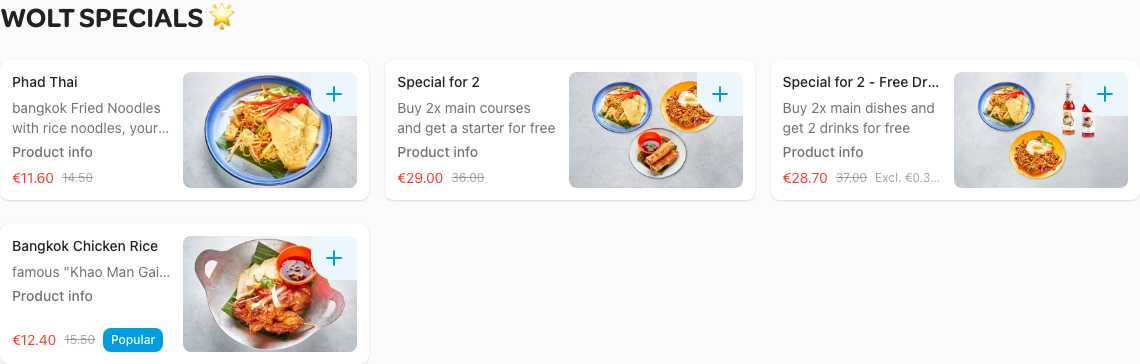 WOLT SPECIALS 🌟
Phad Thai
bangkok Fried Noodles
with rice noodles, your...
Product info
€11.60 14.50
Special for 2
Buy 2x main courses
and get a starter for free
Product info
€29.00 36.00
Special for 2 - Free Dr...
Buy 2x main dishes and
get 2 drinks for free
Product info
€28.70 37.00 Excl. €0.3...
Bangkok Chicken Rice
famous "Khao Man Gai...
Product info
€12.40 15.50 Popular